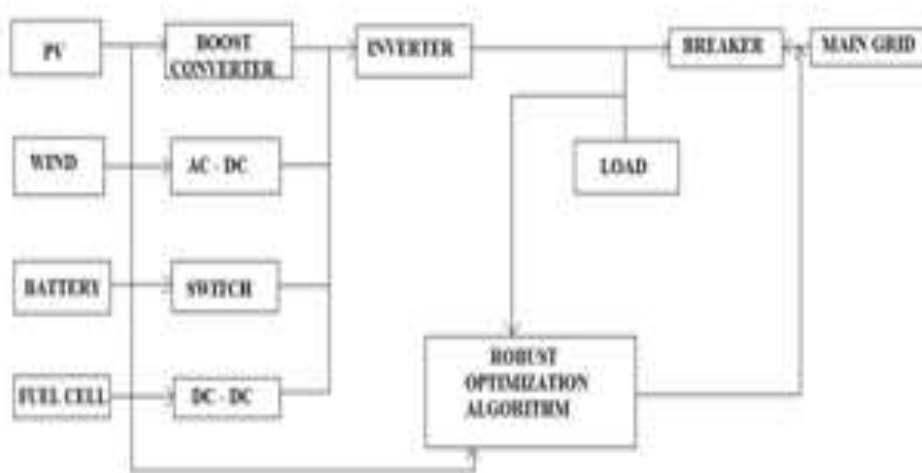 PV
BOOST
CONVERTER
INVERTER
BREAKER
MAIN GRID
WIND
AC - DC
LOAD
BATTERY
SWITCH
FUEL CELL
DC - DC
ROBUST
OPTIMIZATION
ALGORITHM